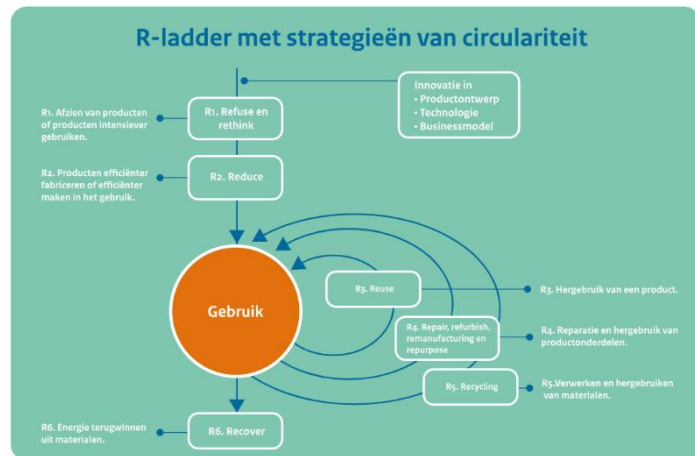 R-ladder met strategieën van circulariteit
Innovatie in
• Productontwerp
• Technologie
• Businessmodel
R1. Afzien van producten
of producten intensiever
gebruiken.
R1. Refuse en
rethink
R2. Producten efficiënter
fabriceren of efficiënter
maken in het gebruik.
R2. Reduce
Gebruik
R3. Reuse
R3. Hergebruik van een product.
R4. Repair, refurbish,
remanufacturing en
repurpose
R4. Reparatie en hergebruik van
productonderdelen.
R5. Recycling
R5.Verwerken en hergebruiken
van materialen.
R6. Energie terugwinnen
uit materialen.
R6. Recover